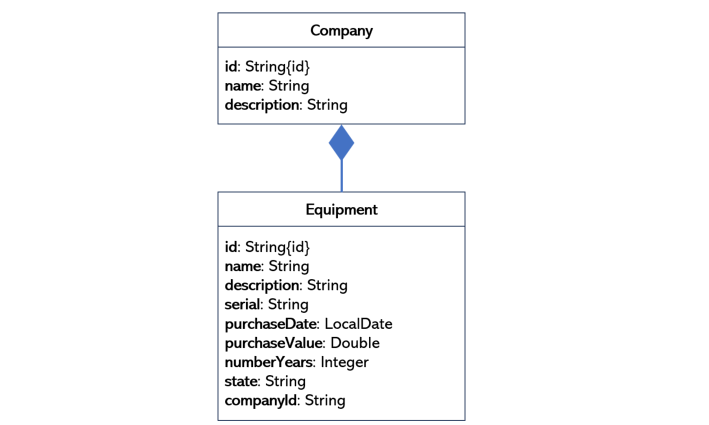 Company
id: String{id}
name: String
description: String
Equipment
id: String{id}
name: String
description: String
serial: String
purchaseDate: LocalDate
purchaseValue: Double
numberYears: Integer
state: String
companyId: String